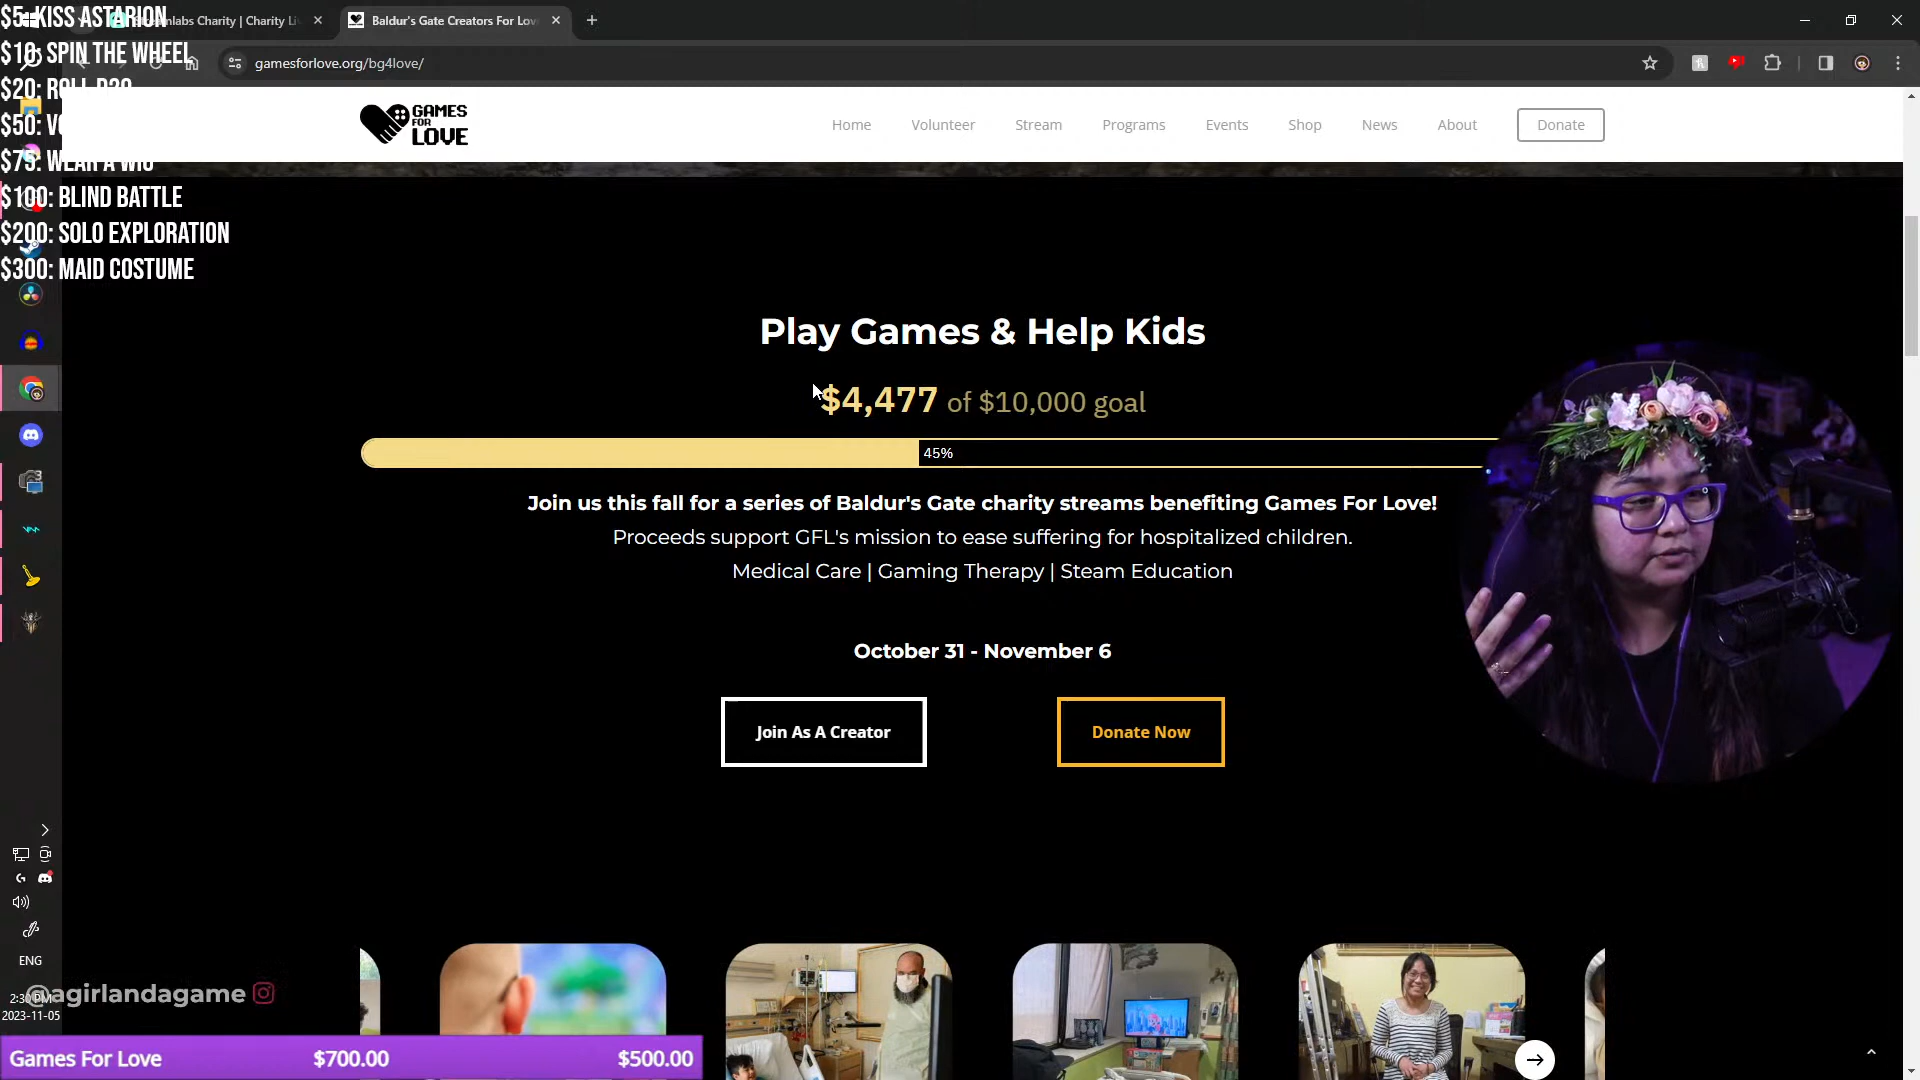 $5: KISS ASTARION
$10: SPIN THE WHEEL
$20: ROLL D20
$50:
$75: WEAR A WIG
$100: BLIND BATTLE
$200: SOLO EXPLORATION
$300: MAID COSTUME
Streamlabs Charity | Charity Li
Baldur's Gate Creators For Lov
gamesforlove.org/bg4love/
GAMES
FOR
LOVE
Home
Volunteer
Stream
Programs
Events
Shop
News
About
Donate
Play Games & Help Kids
$4,477 of $10,000 goal
45%
Join us this fall for a series of Baldur's Gate charity streams benefiting Games For Love!
Proceeds support GFL's mission to ease suffering for hospitalized children.
Medical Care | Gaming Therapy | Steam Education
October 31 - November 6
Join As A Creator
Donate Now
ENG
2:30 PM
2023-11-05
@agirlandagame
Games For Love $700.00 $500.00